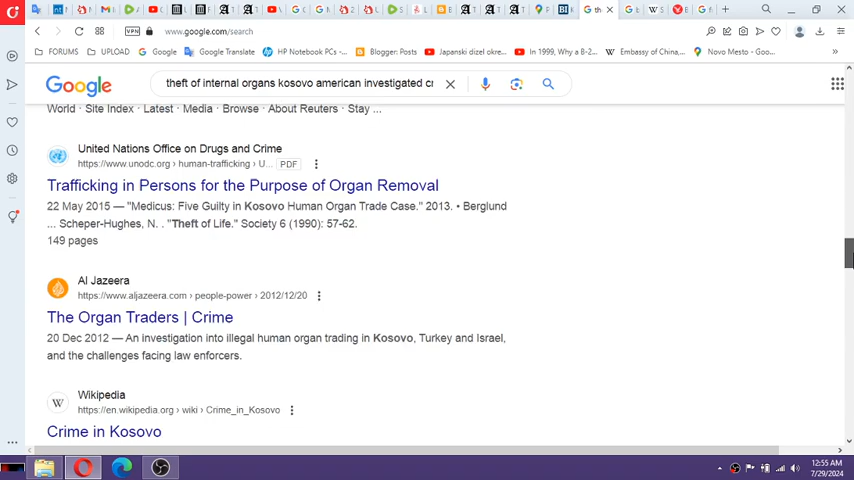 www.google.com/search
VPN
FORUMS
UPLOAD
Google
Google Translate
HP Notebook PCs -...
Blogger: Posts
Japanski dizel okre...
In 1999, Why a B-2...
Embassy of China,...
Novo Mesto - Goo...
Google
theft of internal organs kosovo american investigated cr
World · Site Index · Latest · Media · Browse · About Reuters · Stay ...
United Nations Office on Drugs and Crime
https://www.unodc.org › human-trafficking › U... PDF
Trafficking in Persons for the Purpose of Organ Removal
22 May 2015 — "Medicus: Five Guilty in Kosovo Human Organ Trade Case." 2013. • Berglund
... Scheper-Hughes, N. . "Theft of Life." Society 6 (1990): 57-62.
149 pages
Al Jazeera
https://www.aljazeera.com › people-power › 2012/12/20
The Organ Traders | Crime
20 Dec 2012 — An investigation into illegal human organ trading in Kosovo, Turkey and Israel,
and the challenges facing law enforcers.
W
Wikipedia
https://en.wikipedia.org › wiki › Crime_in_Kosovo
Crime in Kosovo
12:55 AM
7/29/2024